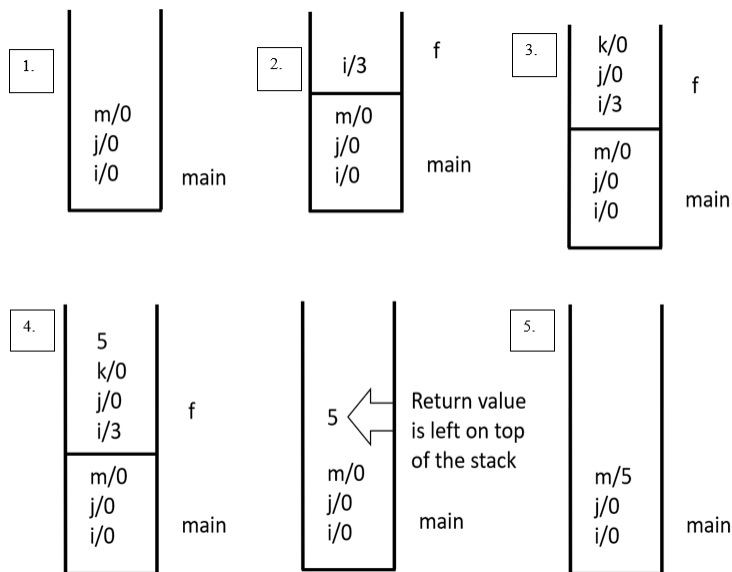 1.
m/0
j/0
i/0
main
2.
i/3
f
m/0
j/0
i/0
main
3.
k/0
j/0
i/3
f
m/0
j/0
i/0
main
4.
5
k/0
j/0
i/3
f
m/0
j/0
i/0
main
5
Return value
is left on top
of the stack
m/0
j/0
i/0
main
5.
m/5
j/0
i/0
main